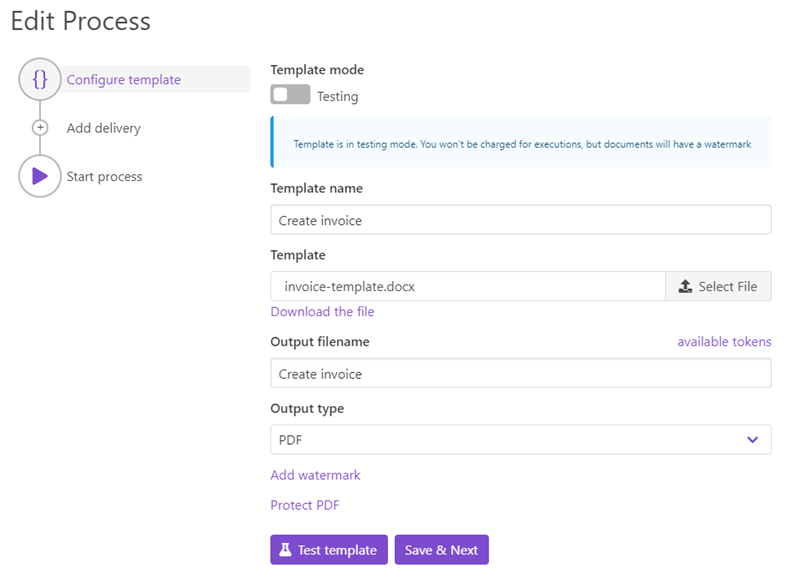 Edit Process
{}
Configure template
+
Add delivery
Start process
Template mode
Testing
Template is in testing mode. You won't be charged for executions, but documents will have a watermark
Template name
Create invoice
Template
invoice-template.docx
Select File
Download the file
Output filename
available tokens
Create invoice
Output type
PDF
Add watermark
Protect PDF
Test template
Save & Next